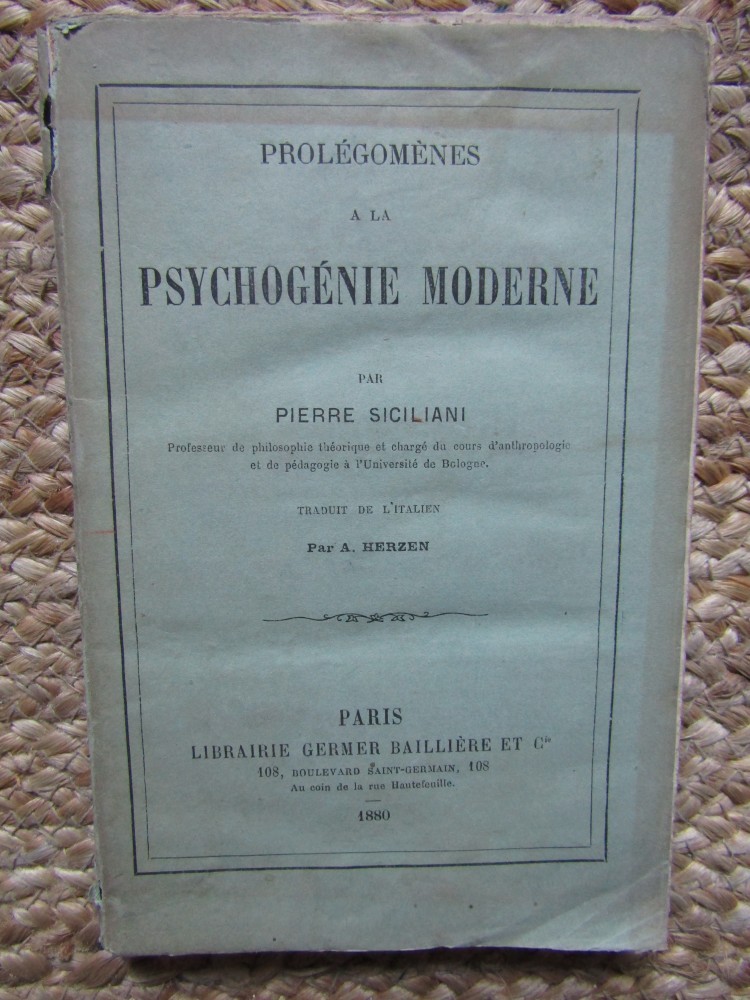 PROLÉGOMÈNES
A LA
PSYCHOGÉNIE MODERNE
PAR
PIERRE SICILIANI
Professeur de philosophie théorique et chargé du cours d'anthropologie
et de pédagogie à l'Université de Bologne.
TRADUIT DE L'ITALIEN
Par A. HERZEN
PARIS
LIBRAIRIE GERMER BAILLIÈRE ET Cie
108, BOULEVARD SAINT-GERMAIN, 108
Au coin de la rue Hautefeuille.
1880